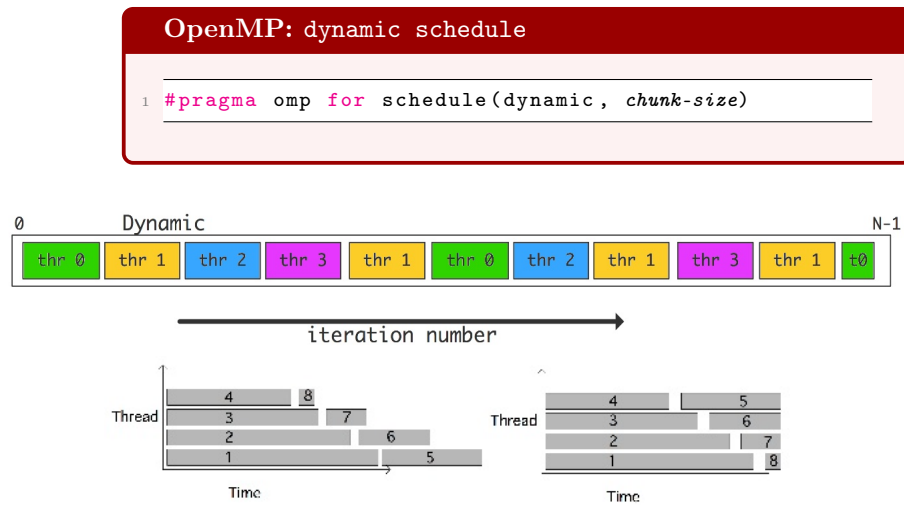 OpenMP: dynamic schedule
1 #pragma omp for schedule(dynamic, chunk-size)
0 Dynamic N-1
thr 0 thr 1 thr 2 thr 3 thr 1 thr 0 thr 2 thr 1 thr 3 thr 1 t0
iteration number
4 8
Thread 3 7
2 6
1 5
Time
4 5
Thread 3 6
2 7
1 8
Time